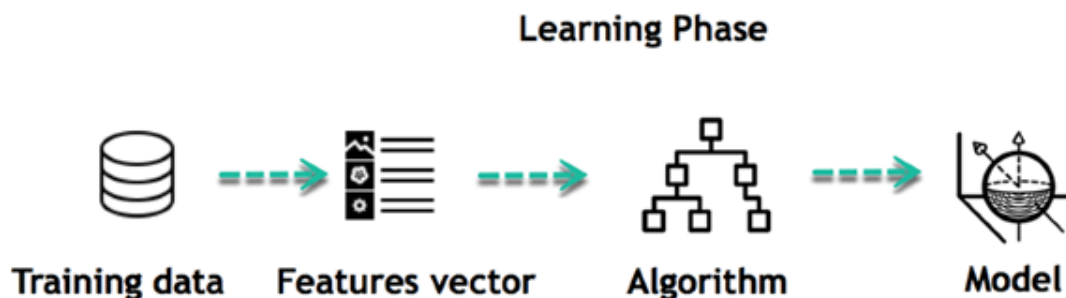 Learning Phase
Training data
Features vector
Algorithm
Model